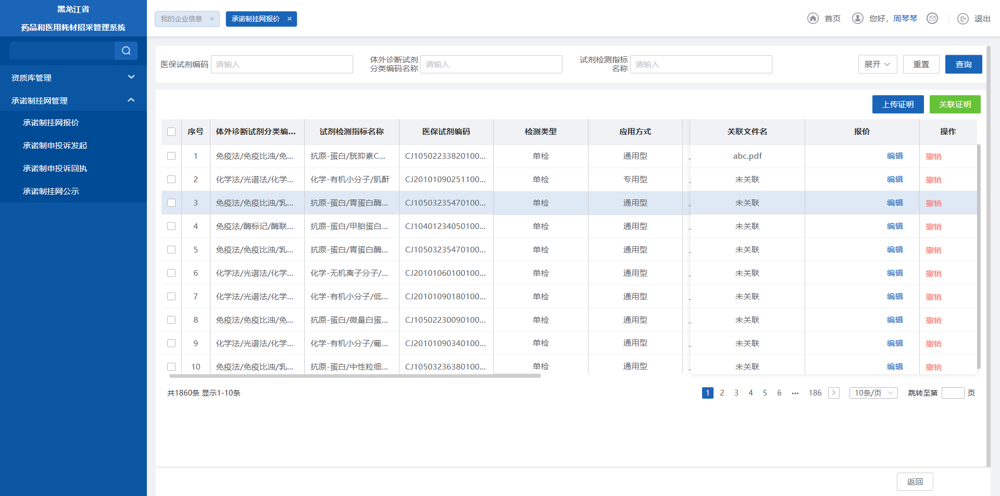 黑龙江省
药品和医用耗材招采管理系统
我的企业信息 ×
承诺制挂网报价 ×
首页
您好，周琴琴
退出
资质库管理
承诺制挂网管理
承诺制挂网报价
承诺制申投诉发起
承诺制申投诉回执
承诺制挂网公示
医保试剂编码 请输入
体外诊断试剂
分类编码名称 请输入
试剂检测指标
名称 请输入
展开 重置 查询
上传证明 关联证明
序号 体外诊断试剂分类编... 试剂检测指标名称 医保试剂编码 检测类型 应用方式 关联文件名 报价 操作
1 免疫法/免疫比浊/免... 抗原-蛋白/胱抑素C... CJ10502233820100... 单检 通用型 abc.pdf 编辑 撤销
2 化学法/光谱法/化学... 化学-有机小分子/肌酐 CJ20101090251100... 单检 专用型 未关联 编辑 撤销
3 免疫法/免疫比浊/乳... 抗原-蛋白/胃蛋白酶... CJ10503235470100... 单检 通用型 未关联 编辑 撤销
4 免疫法/酶标记/酶联... 抗原-蛋白/甲胎蛋白... CJ10401234050100... 单检 通用型 未关联 编辑 撤销
5 免疫法/免疫比浊/乳... 抗原-蛋白/胃蛋白酶... CJ10503235470100... 单检 通用型 未关联 编辑 撤销
6 化学法/光谱法/化学... 化学-无机离子分子/... CJ20101060100100... 单检 通用型 未关联 编辑 撤销
7 化学法/光谱法/化学... 化学-有机小分子/低... CJ20101090180100... 单检 通用型 未关联 编辑 撤销
8 免疫法/免疫比浊/免... 抗原-蛋白/微量白蛋... CJ10502230090100... 单检 通用型 未关联 编辑 撤销
9 化学法/光谱法/化学... 化学-有机小分子/葡... CJ20101090340100... 单检 通用型 未关联 编辑 撤销
10 免疫法/免疫比浊/乳... 抗原-蛋白/中性粒细... CJ10503236380100... 单检 通用型 未关联 编辑 撤销
共1860条 显示1-10条
1 2 3 4 5 6 ··· 186 10条/页 跳转至第 页
返回